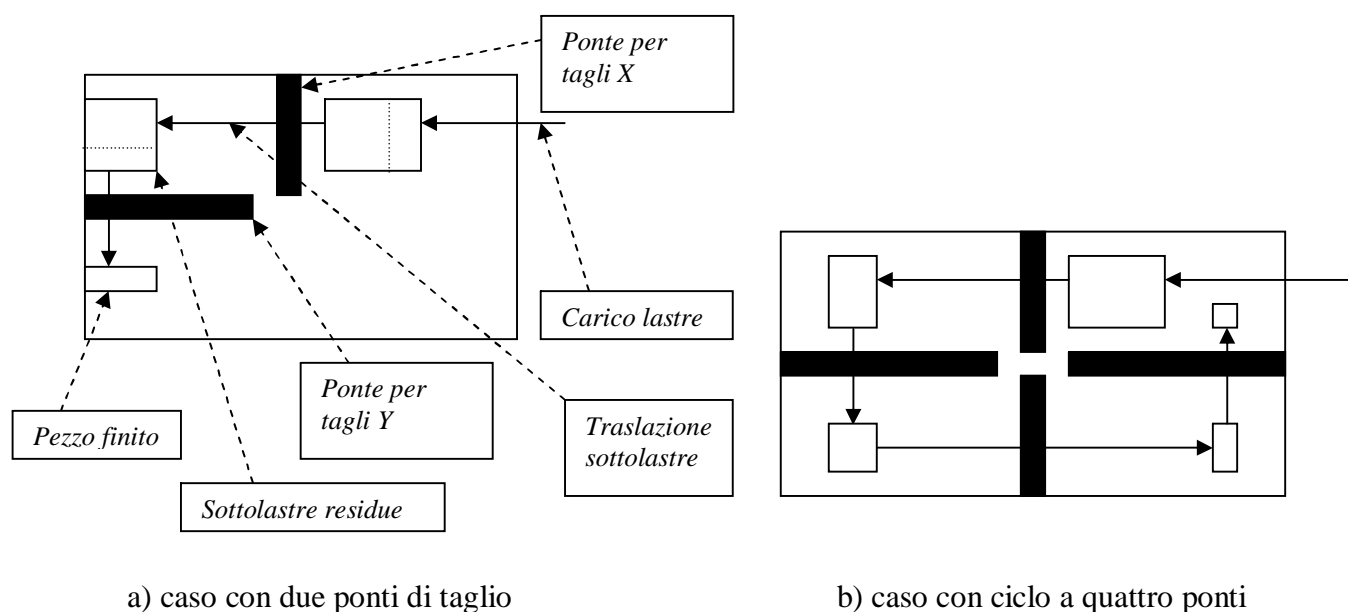 Ponte per
tagli X
Carico lastre
Ponte per
tagli Y
Traslazione
sottolastre
Pezzo finito
Sottolastre residue
a) caso con due ponti di taglio
b) caso con ciclo a quattro ponti